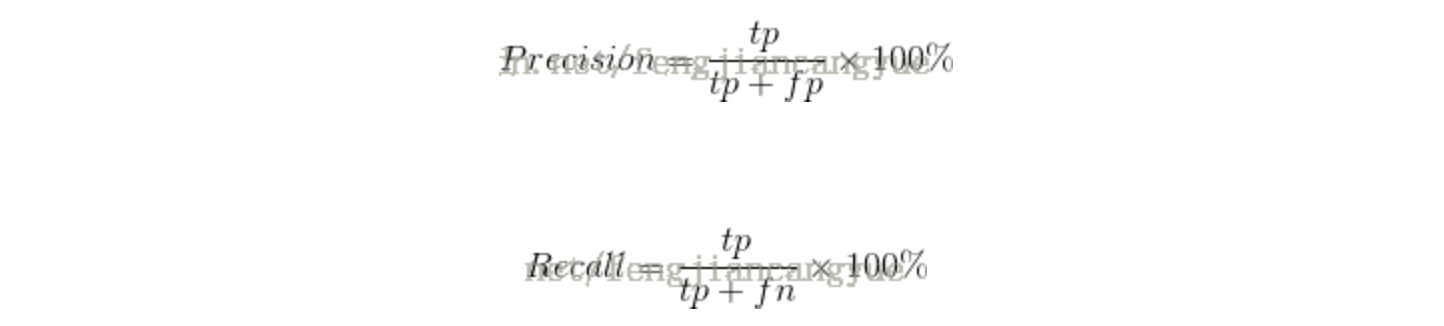 Precision = tp / (tp + fp) × 100%
Recall = tp / (tp + fn) × 100%